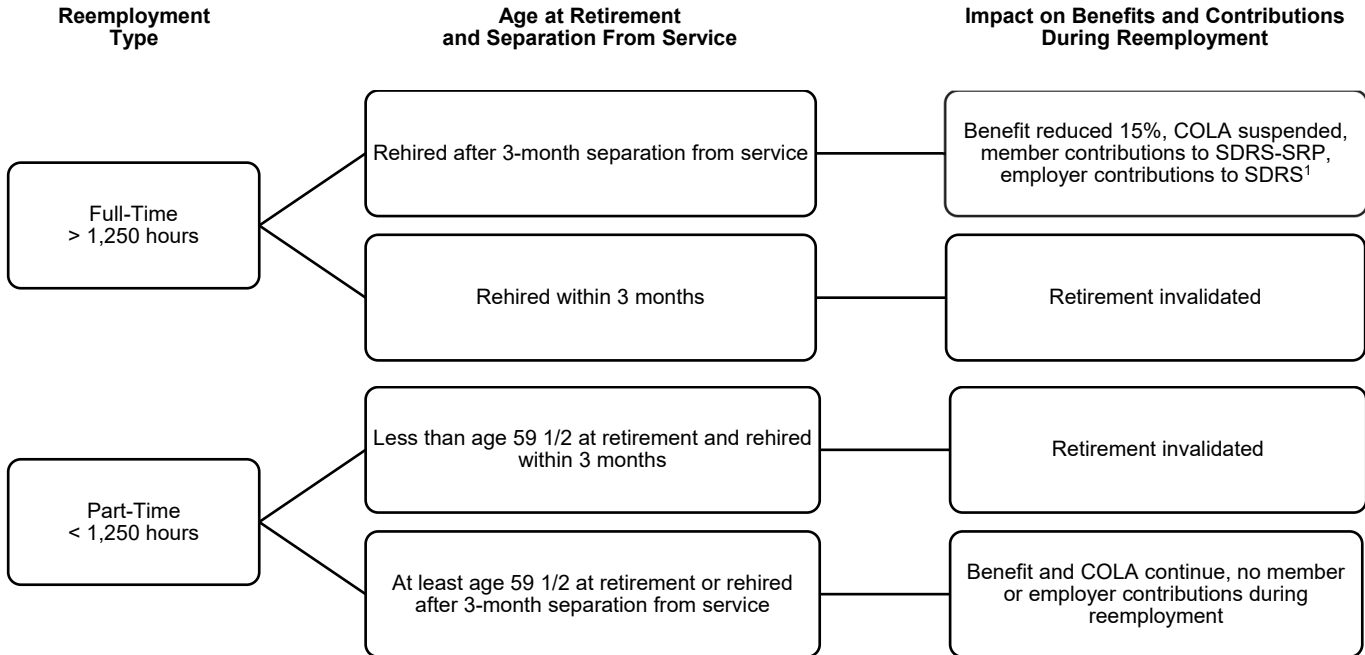 Reemployment
Type
Age at Retirement
and Separation From Service
Impact on Benefits and Contributions
During Reemployment
Full-Time
> 1,250 hours
Rehired after 3-month separation from service
Benefit reduced 15%, COLA suspended,
member contributions to SDRS-SRP,
employer contributions to SDRS¹
Rehired within 3 months
Retirement invalidated
Part-Time
< 1,250 hours
Less than age 59 1/2 at retirement and rehired
within 3 months
Retirement invalidated
At least age 59 1/2 at retirement or rehired
after 3-month separation from service
Benefit and COLA continue, no member
or employer contributions during
reemployment